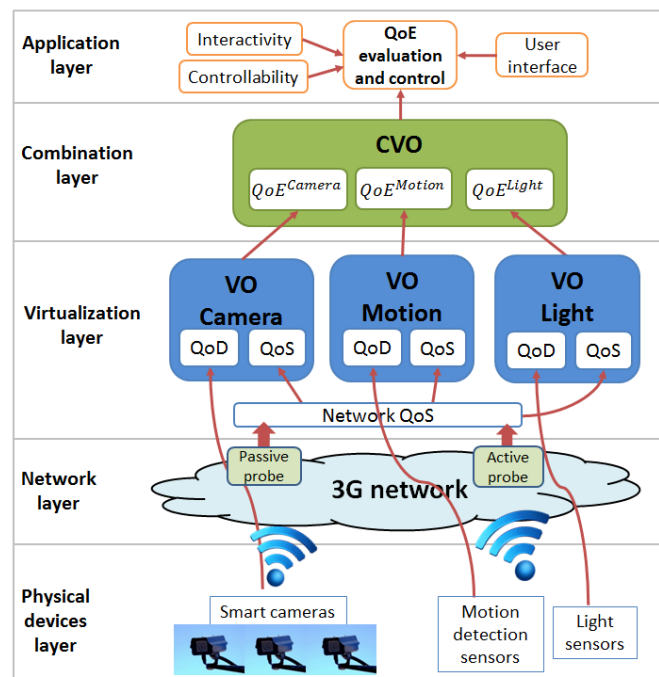 Application
layer
Interactivity
Controllability
QoE
evaluation
and control
User
interface
Combination
layer
CVO
QoE^Camera
QoE^Motion
QoE^Light
Virtualization
layer
VO
Camera
QoD
QoS
VO
Motion
QoD
QoS
VO
Light
QoD
QoS
Network QoS
Network
layer
Passive
probe
3G network
Active
probe
Physical
devices
layer
Smart cameras
Motion
detection
sensors
Light
sensors